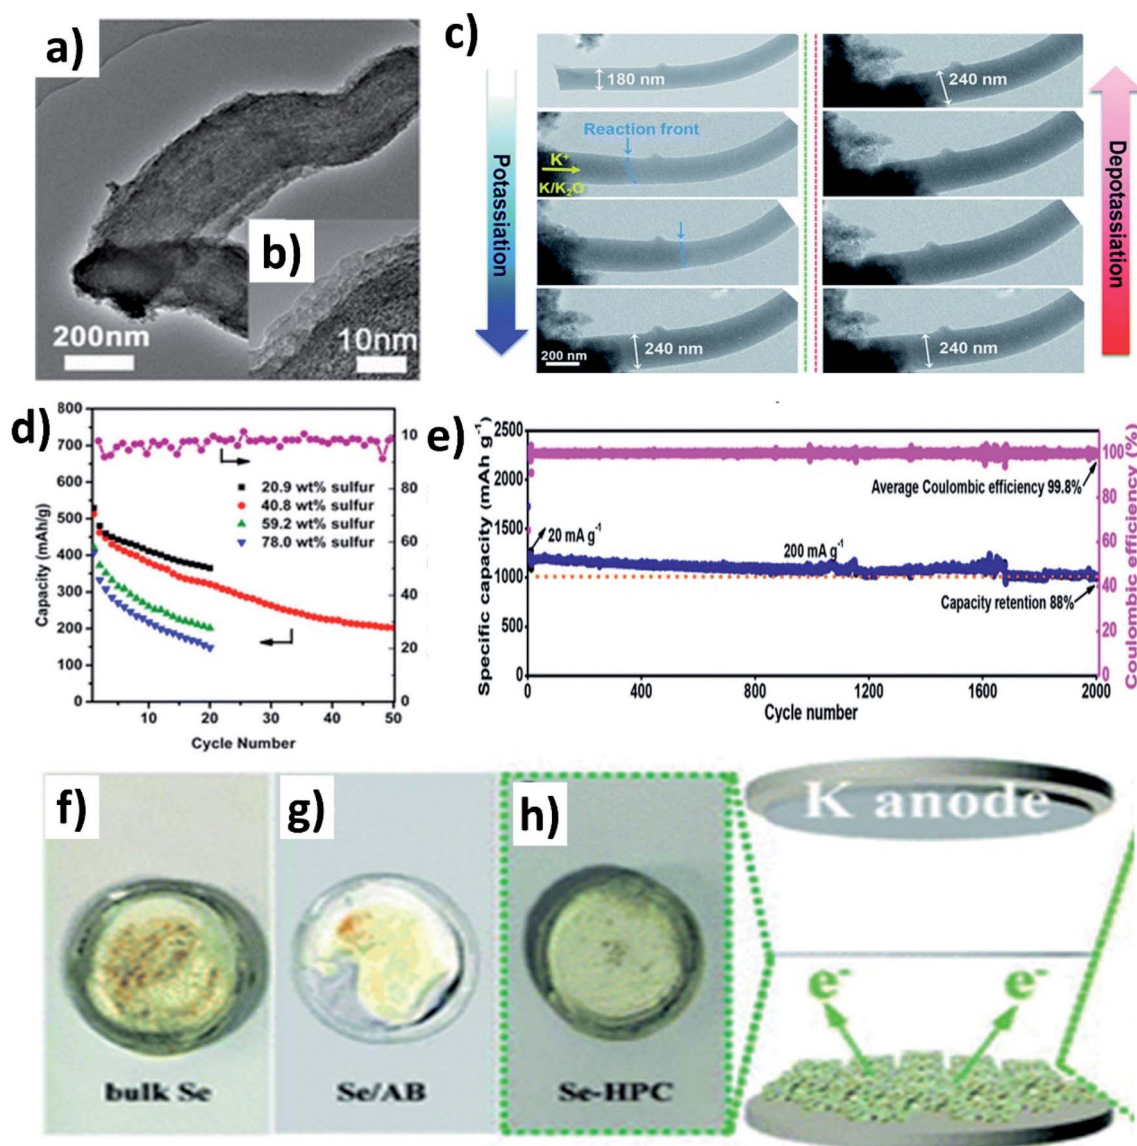 a)
b)
200nm
10nm
c)
Potassiation
180 nm
Reaction front
K⁺
K/K₂O
240 nm
200 nm
240 nm
240 nm
Depotassiation
d)
800
700
600
500
400
300
200
100
0
Capacity (mAh/g)
20.9 wt% sulfur
40.8 wt% sulfur
59.2 wt% sulfur
78.0 wt% sulfur
100
80
60
40
20
0
10 20 30 40 50
Cycle Number
e)
2500
2250
2000
1750
1500
1250
1000
750
500
250
0
Specific capacity (mAh g⁻¹)
20 mA g⁻¹
200 mA g⁻¹
Average Coulombic efficiency 99.8%
Capacity retention 88%
100
80
60
40
20
0
Coulombic efficiency (%)
0 400 800 1200 1600 2000
Cycle number
f)
bulk Se
g)
Se/AB
h)
Se-HPC
K anode
e⁻ e⁻